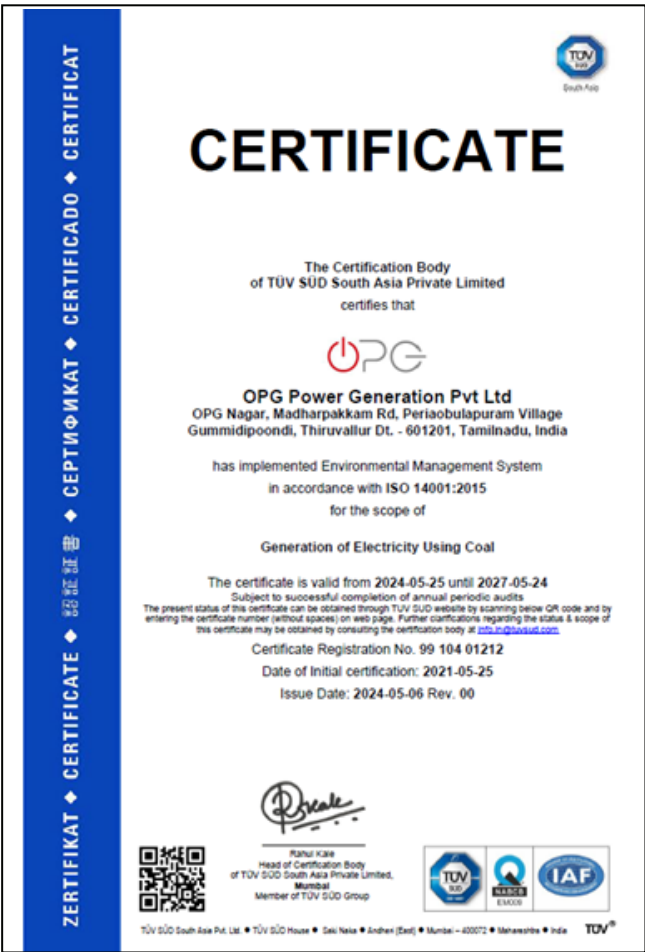 TÜV
SÜD
South Asia
CERTIFICATE
The Certification Body
of TÜV SÜD South Asia Private Limited
certifies that
OPG
OPG Power Generation Pvt Ltd
OPG Nagar, Madharpakkam Rd, Periaobulapuram Village
Gummidipoondi, Thiruvallur Dt. - 601201, Tamilnadu, India
has implemented Environmental Management System
in accordance with ISO 14001:2015
for the scope of
Generation of Electricity Using Coal
The certificate is valid from 2024-05-25 until 2027-05-24
Subject to successful completion of annual periodic audits
The present status of this certificate can be obtained through TUV SUD website by scanning below QR code and by
entering the certificate number (without spaces) on web page. Further clarifications regarding the status & scope of
this certificate may be obtained by consulting the certification body at info.in@tuvsud.com
Certificate Registration No. 99 104 01212
Date of Initial certification: 2021-05-25
Issue Date: 2024-05-06 Rev. 00
Rahul Kale
Head of Certification Body
of TÜV SÜD South Asia Private Limited,
Mumbai
Member of TÜV SÜD Group
TÜV
SÜD
NABCB
EM008
IAF
TÜV SÜD South Asia Pvt. Ltd. ● TÜV SÜD House ● Saki Naka ● Andheri (East) ● Mumbai – 400072 ● Maharashtra ● India TÜV®
ZERTIFIKAT ◆ CERTIFICATE ◆ 認証証書 ◆ СЕРТИФИКАТ ◆ CERTIFICADO ◆ CERTIFICAT